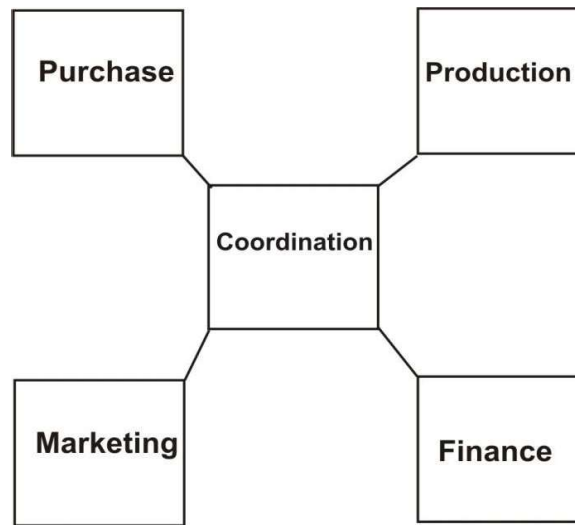 Purchase
Production
Coordination
Marketing
Finance